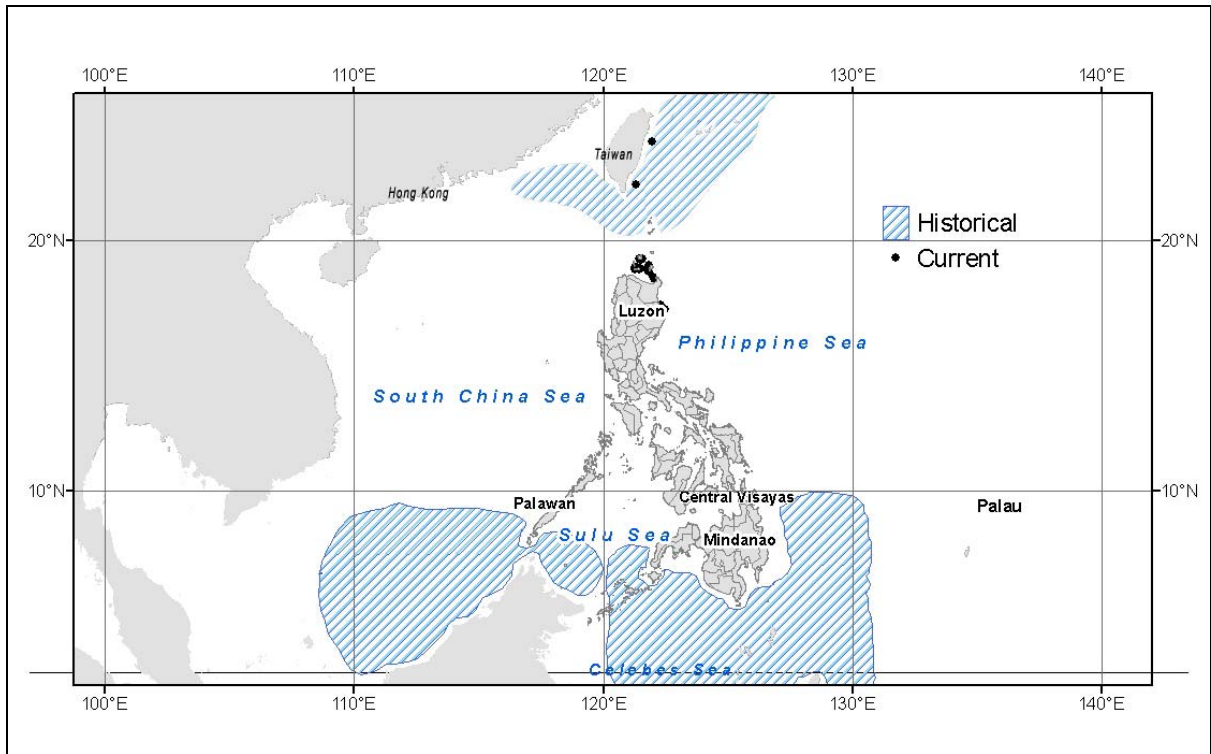 100°E 110°E 120°E 130°E 140°E
Taiwan
Hong Kong
Historical
20°N 20°N
Current
Luzon
Philippine Sea
South China Sea
10°N 10°N
Palawan Central Visayas Palau
Sulu Sea Mindanao
Celebes Sea
100°E 110°E 120°E 130°E 140°E